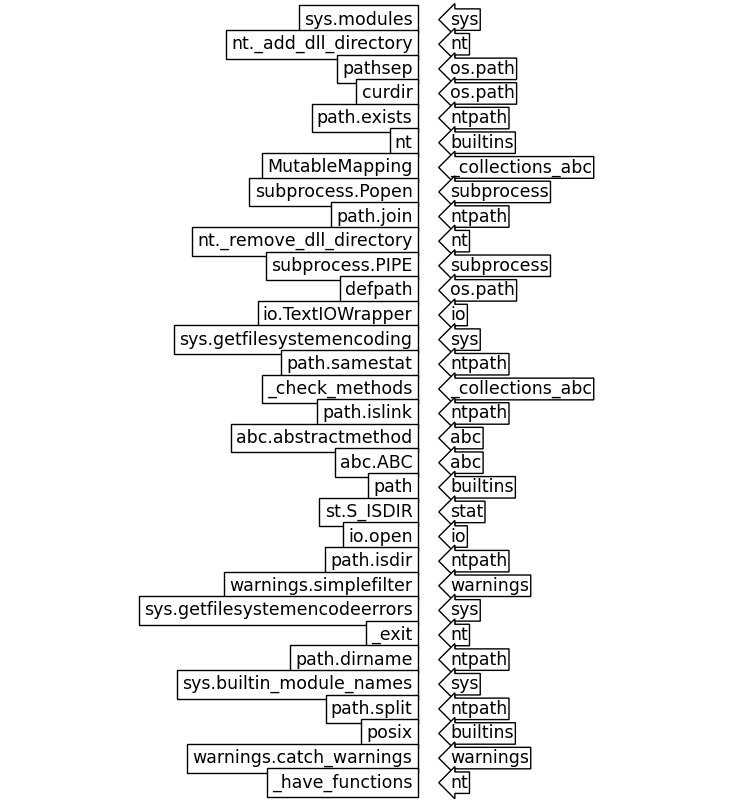 sys.modules sys
nt._add_dll_directory nt
pathsep os.path
curdir os.path
path.exists ntpath
nt builtins
MutableMapping _collections_abc
subprocess.Popen subprocess
path.join ntpath
nt._remove_dll_directory nt
subprocess.PIPE subprocess
defpath os.path
io.TextIOWrapper io
sys.getfilesystemencoding sys
path.samestat ntpath
_check_methods _collections_abc
path.islink ntpath
abc.abstractmethod abc
abc.ABC abc
path builtins
st.S_ISDIR stat
io.open io
path.isdir ntpath
warnings.simplefilter warnings
sys.getfilesystemencodeerrors sys
_exit nt
path.dirname ntpath
sys.builtin_module_names sys
path.split ntpath
posix builtins
warnings.catch_warnings warnings
_have_functions nt